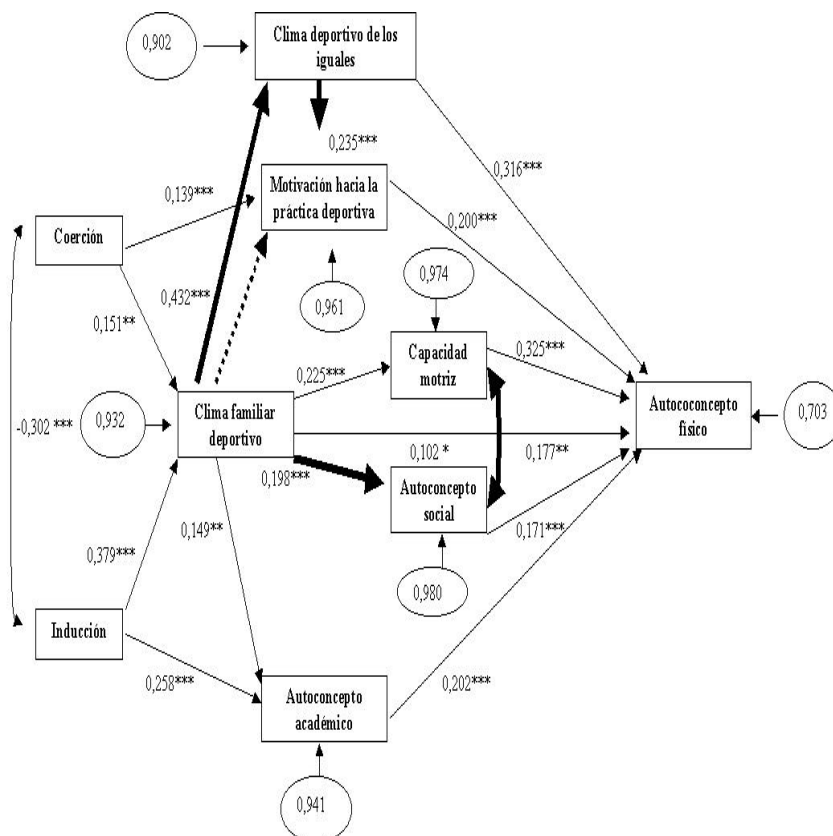 0,902
Clima deportivo de los
iguales
0,235***
0,316***
0,139***
Motivación hacia la
práctica deportiva
0,200***
Coerción
0,974
0,432***
0,961
0,151**
Capacidad
motriz
0,325***
0,225***
0,932
Clima familiar
deportivo
Autococoncepto
físico
0,703
-0,302 ***
0,102 *
0,177**
0,198***
Autoconcepto
social
0,149**
0,171***
0,379***
0,980
Inducción
0,258***
0,202***
Autoconcepto
académico
0,941